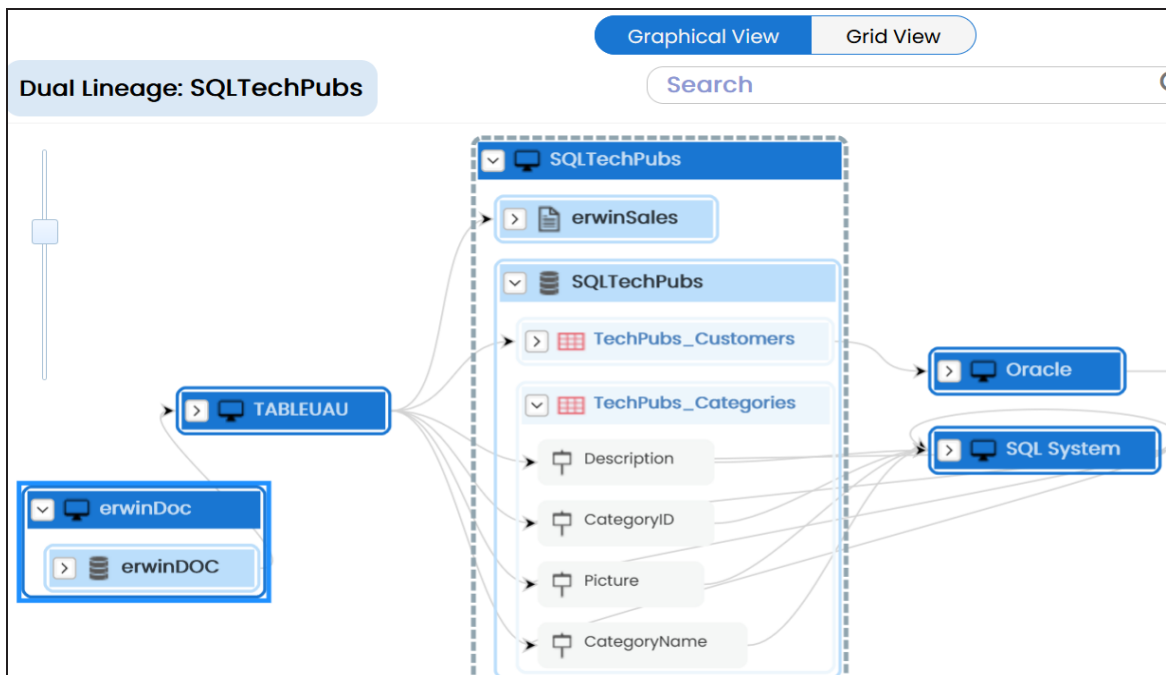 Graphical View
Grid View
Dual Lineage: SQLTechPubs
Search
SQLTechPubs
erwinSales
SQLTechPubs
TechPubs_Customers
Oracle
TechPubs_Categories
TABLEUAU
Description
SQL System
erwinDoc
CategoryID
erwinDOC
Picture
CategoryName